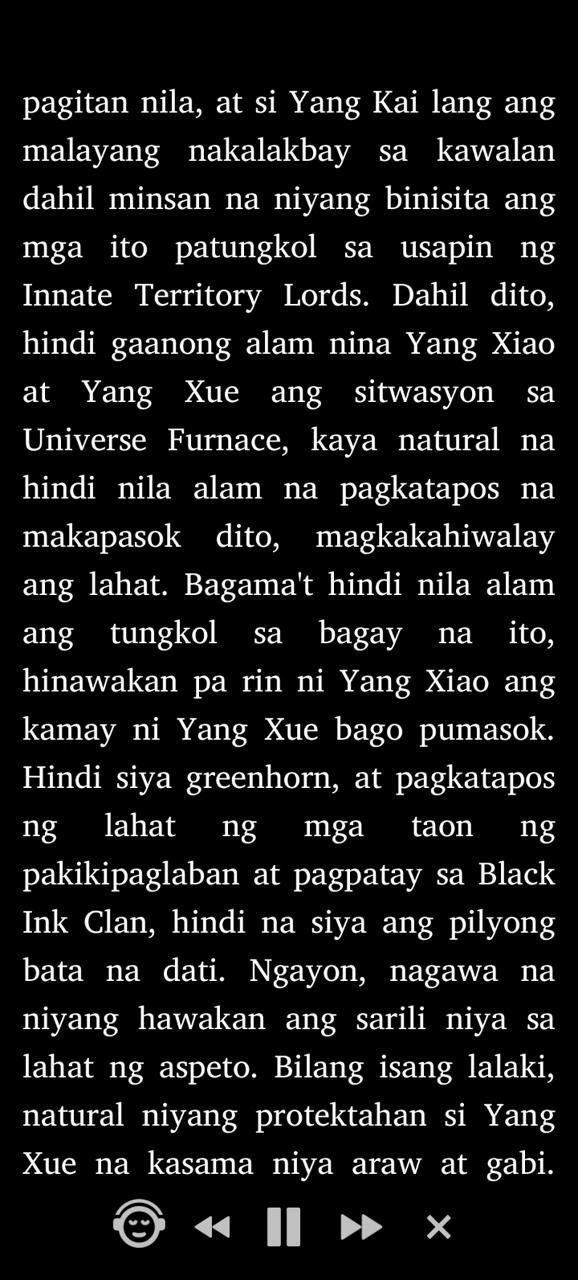 pagitan nila, at si Yang Kai lang ang
malayang nakalakbay sa kawalan
dahil minsan na niyang binisita ang
mga ito patungkol sa usapin ng
Innate Territory Lords. Dahil dito,
hindi gaanong alam nina Yang Xiao
at Yang Xue ang sitwasyon sa
Universe Furnace, kaya natural na
hindi nila alam na pagkatapos na
makapasok dito, magkakahiwalay
ang lahat. Bagama't hindi nila alam
ang tungkol sa bagay na ito,
hinawakan pa rin ni Yang Xiao ang
kamay ni Yang Xue bago pumasok.
Hindi siya greenhorn, at pagkatapos
ng lahat ng mga taon ng
pakikipaglaban at pagpatay sa Black
Ink Clan, hindi na siya ang pilyong
bata na dati. Ngayon, nagawa na
niyang hawakan ang sarili niya sa
lahat ng aspeto. Bilang isang lalaki,
natural niyang protektahan si Yang
Xue na kasama niya araw at gabi.